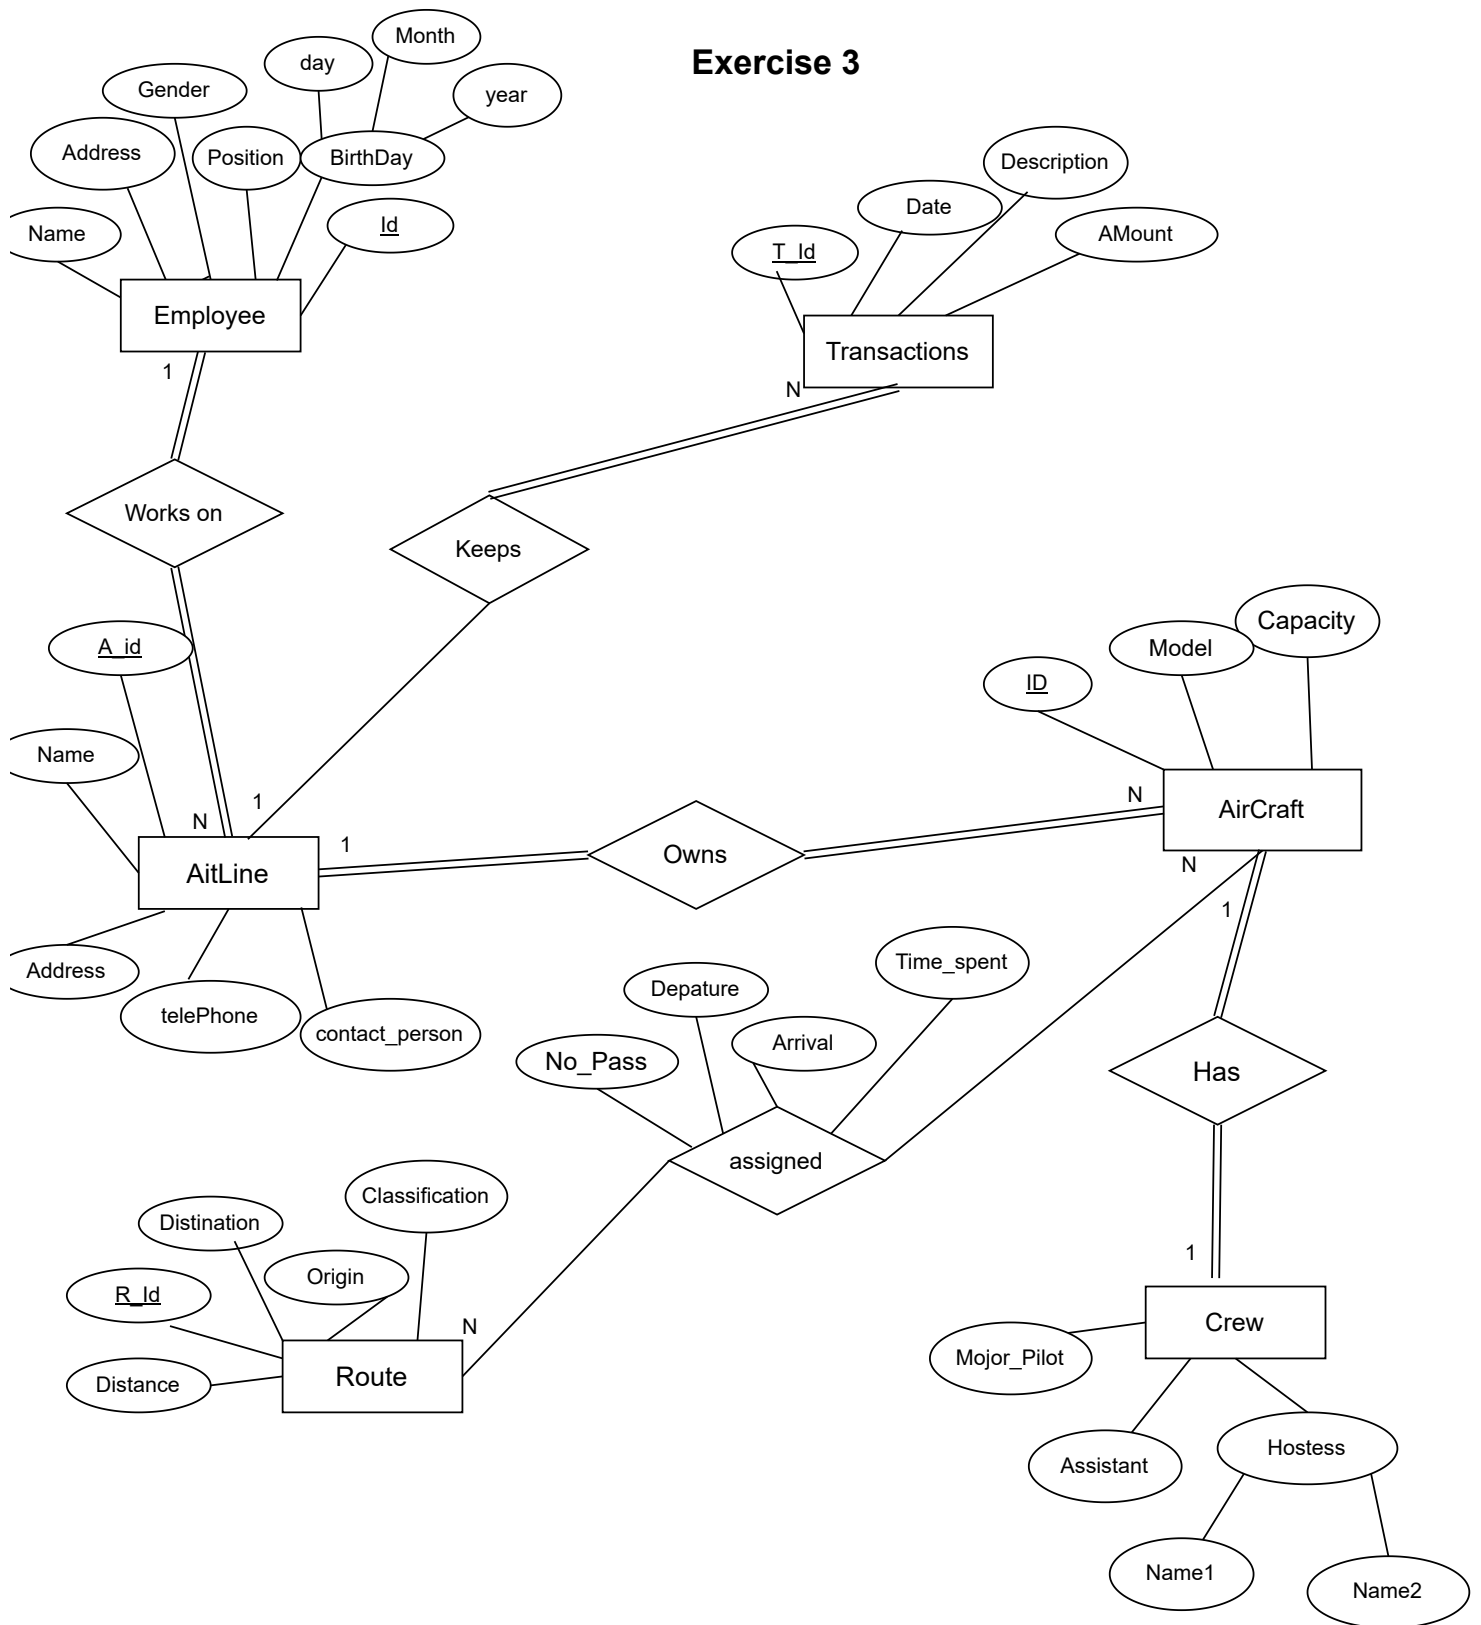 Exercise 3
Month
day
year
Gender
Address
Position
BirthDay
Name
Id
Employee
1
Description
Date
AMount
T_Id
Transactions
N
Works on
Keeps
A_id
Name
N
1
AitLine
1
Address
telePhone
contact_person
Owns
Capacity
Model
ID
N
AirCraft
N
1
Time_spent
Depature
Arrival
No_Pass
assigned
Has
1
Classification
Distination
Origin
R_Id
Distance
N
Route
Crew
Mojor_Pilot
Assistant
Hostess
Name1
Name2